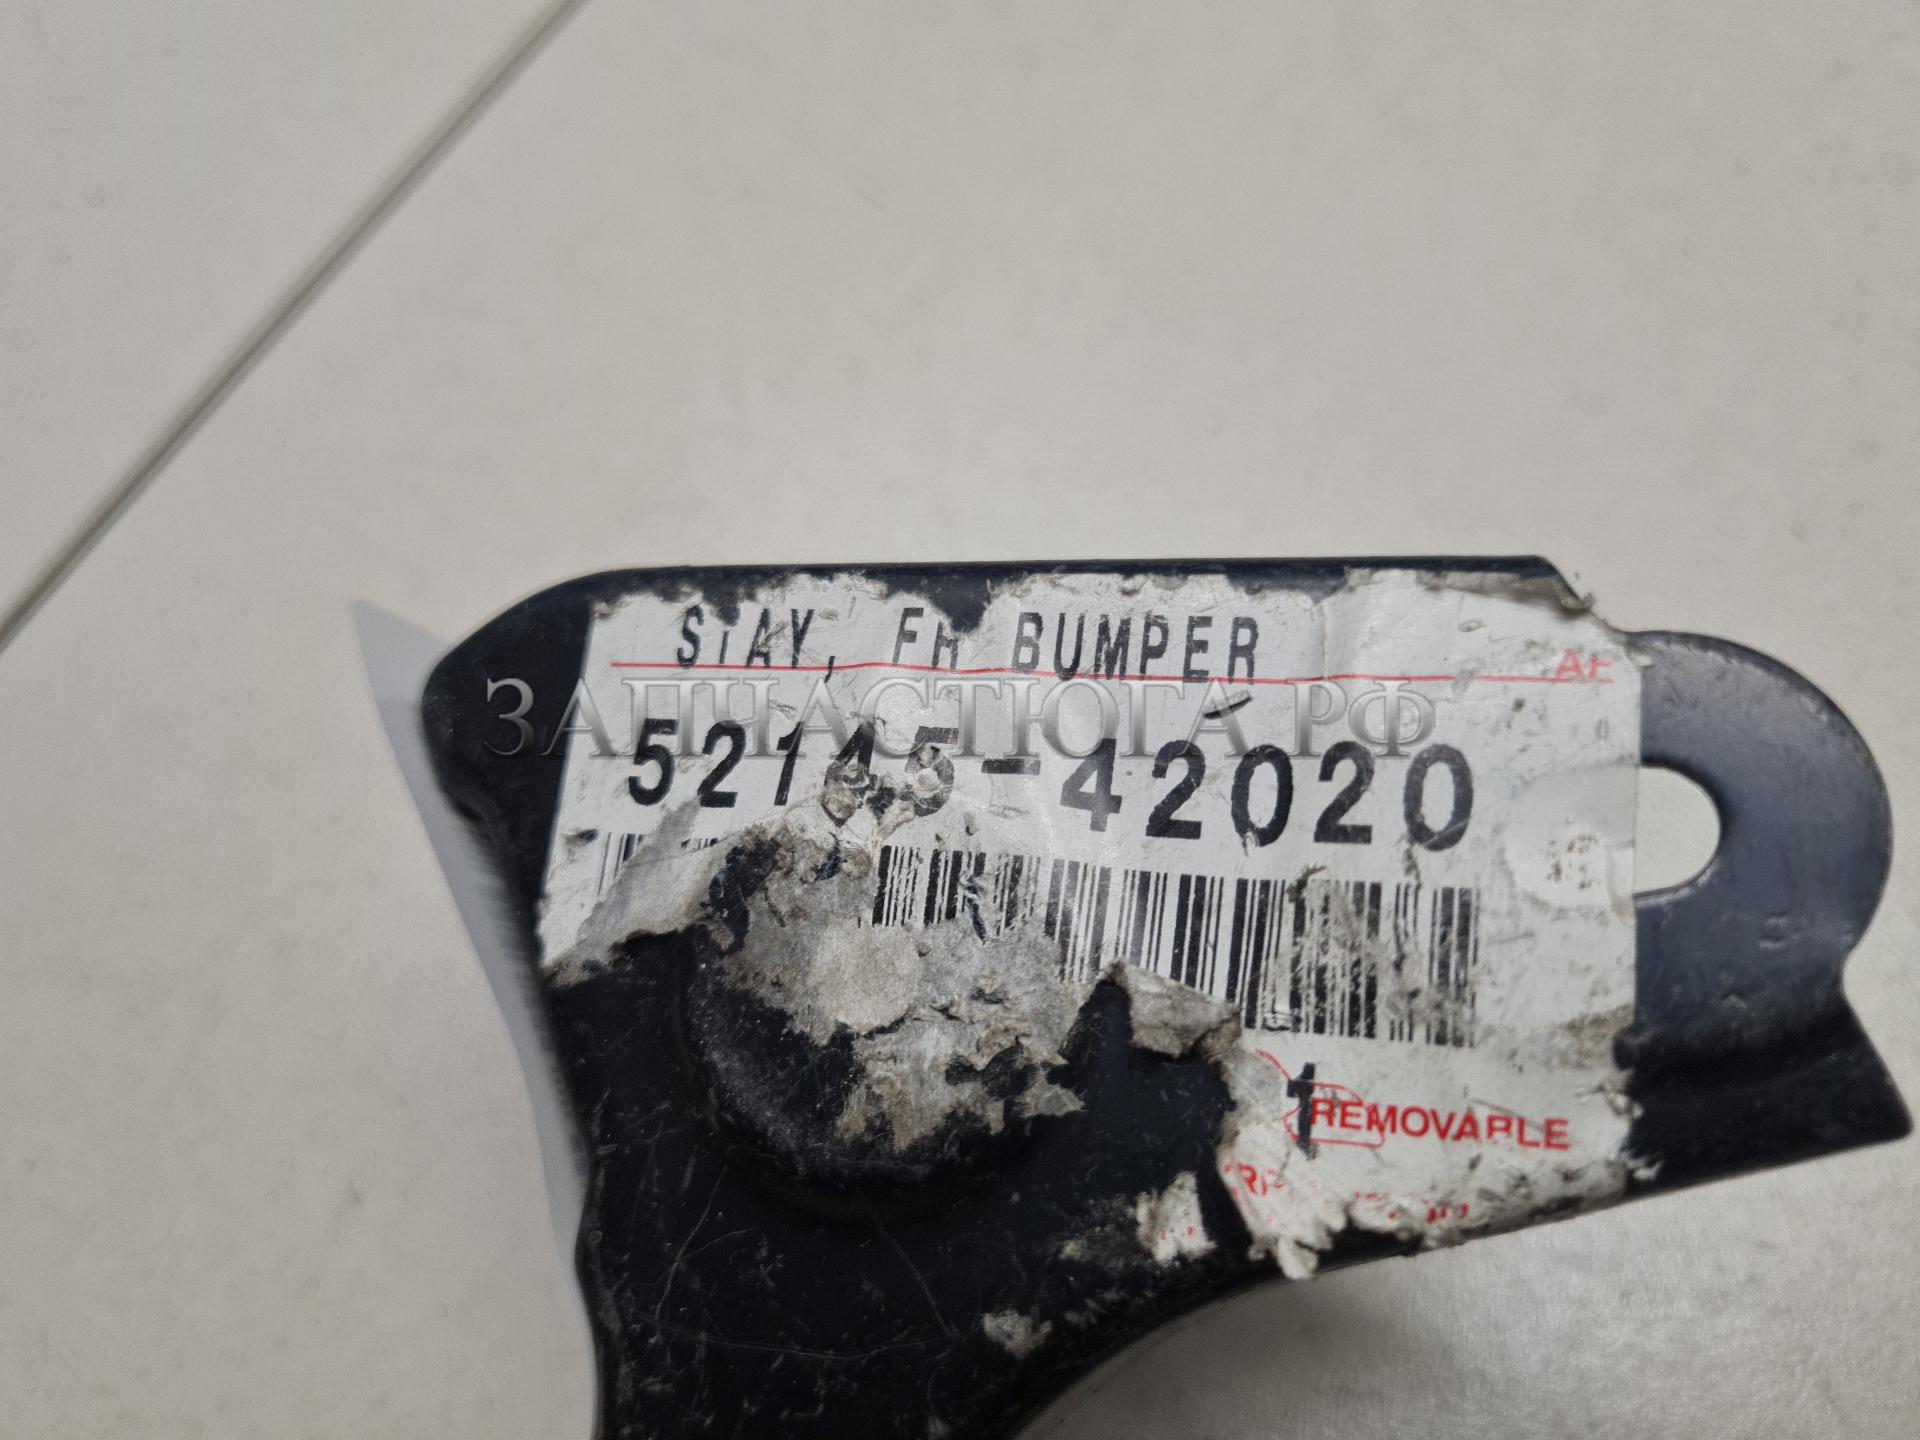 STAY, FR BUMPER
ЗАПЧАСТЮГА.РФ
52145-42020
1
REMOVABLE